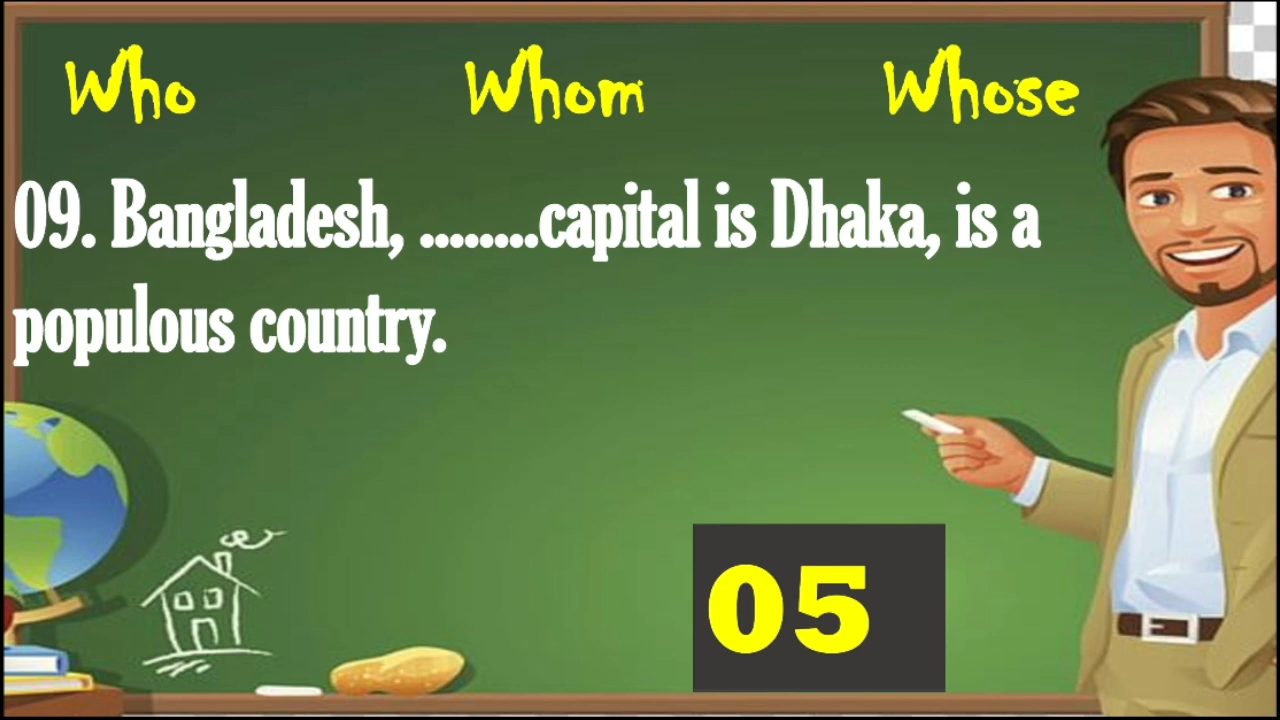 Who Whom Whose
09. Bangladesh, ........capital is Dhaka, is a
populous country.
05